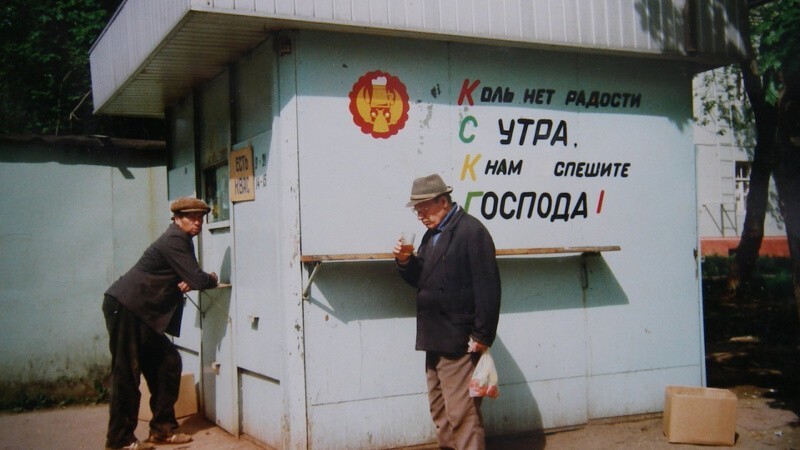 Коль нет радости
С утра,
К нам спешите
Господа!
ЕСТЬ
КВАС